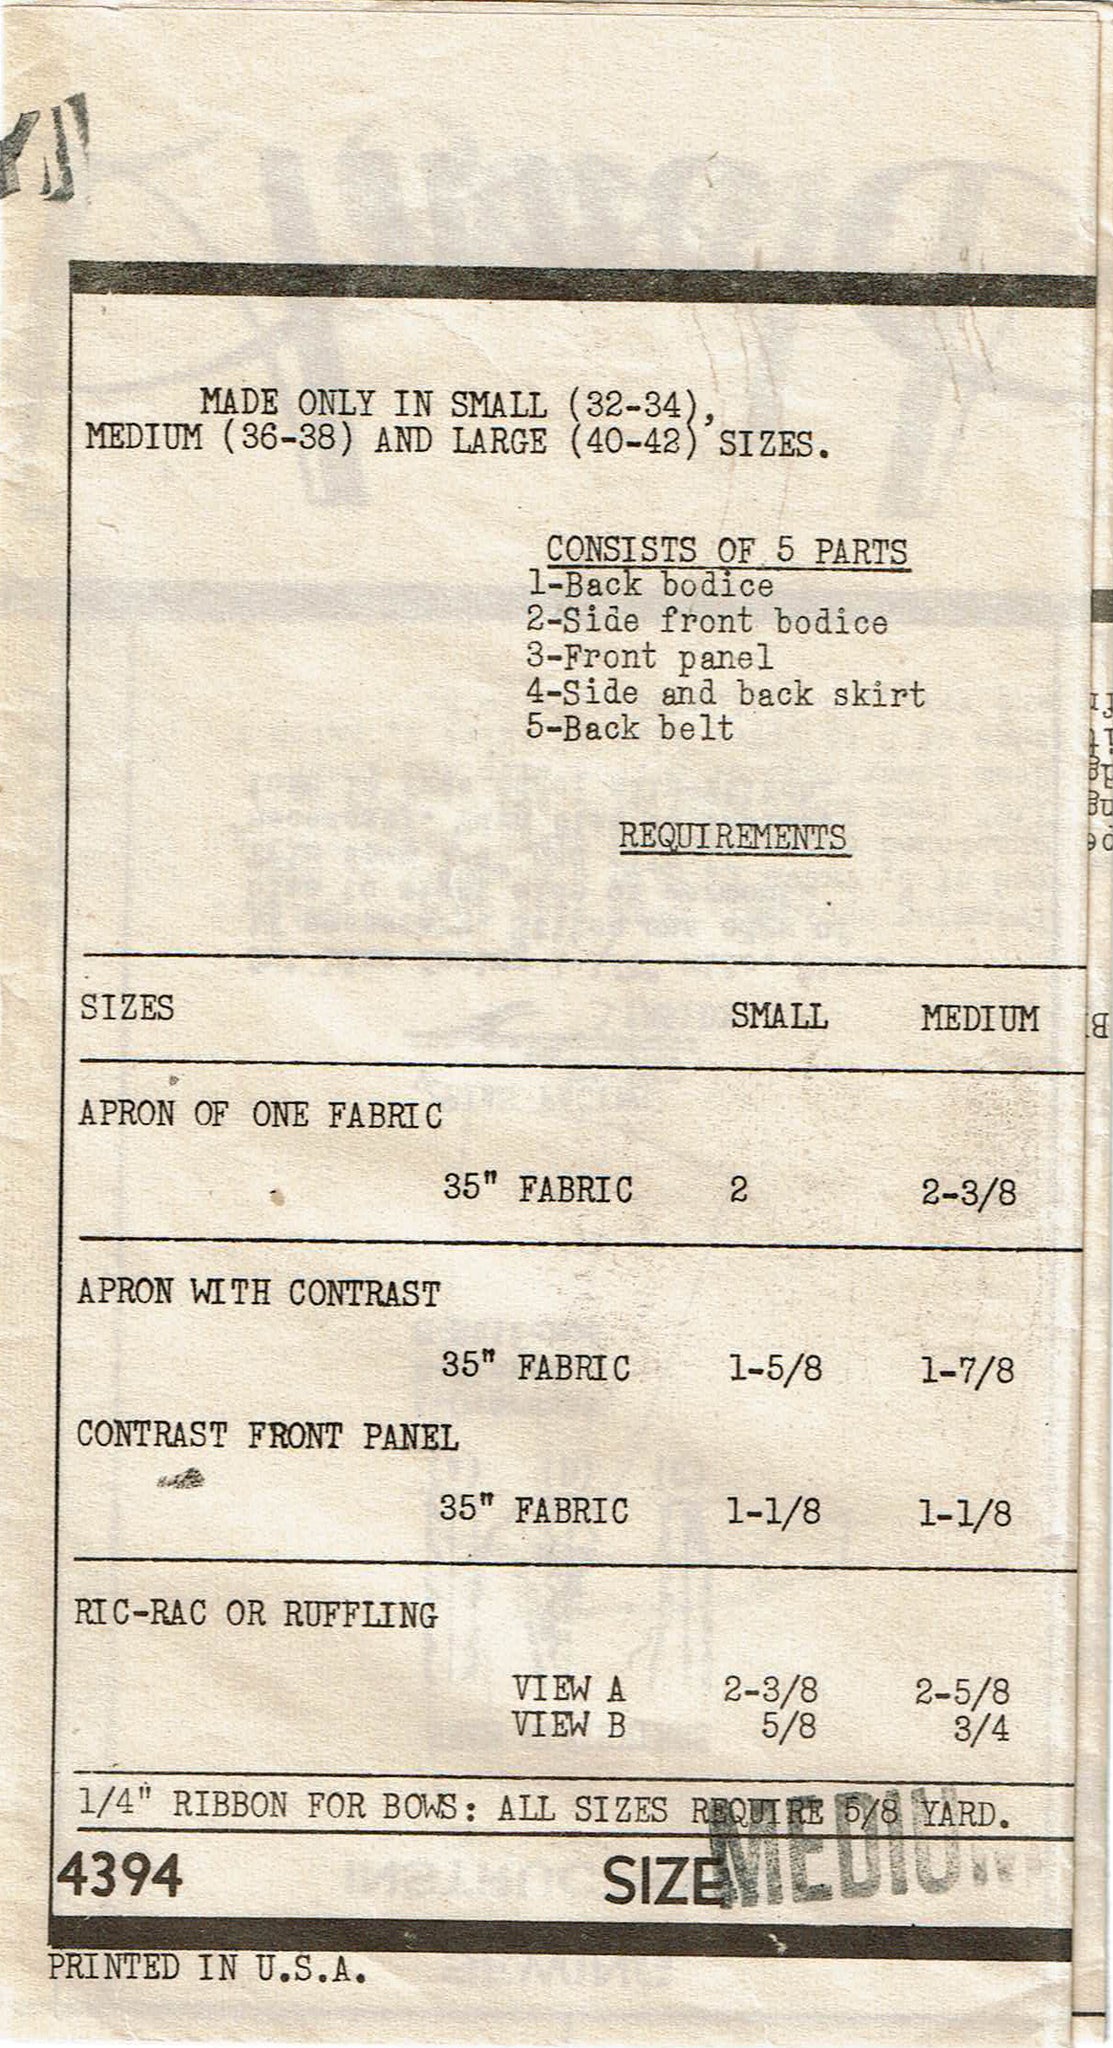 MADE ONLY IN SMALL (32-34),
MEDIUM (36-38) AND LARGE (40-42) SIZES.
CONSISTS OF 5 PARTS
1-Back bodice
2-Side front bodice
3-Front panel
4-Side and back skirt
5-Back belt
REQUIREMENTS
SIZES SMALL MEDIUM
APRON OF ONE FABRIC
35" FABRIC 2 2-3/8
APRON WITH CONTRAST
35" FABRIC 1-5/8 1-7/8
CONTRAST FRONT PANEL
35" FABRIC 1-1/8 1-1/8
RIC-RAC OR RUFFLING
VIEW A 2-3/8 2-5/8
VIEW B 5/8 3/4
1/4" RIBBON FOR BOWS: ALL SIZES REQUIRE 5/8 YARD.
4394 SIZE MEDIUM
PRINTED IN U.S.A.